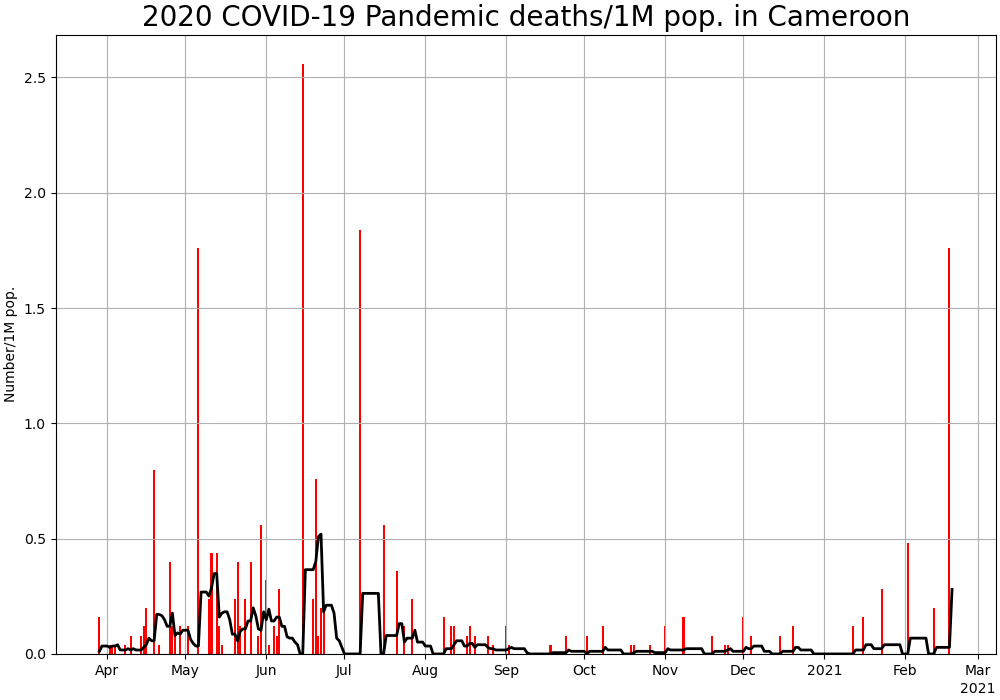 2020 COVID-19 Pandemic deaths/1M pop. in Cameroon
Number/1M pop.
2.5
2.0
1.5
1.0
0.5
0.0
Apr May Jun Jul Aug Sep Oct Nov Dec 2021 Feb Mar
2021